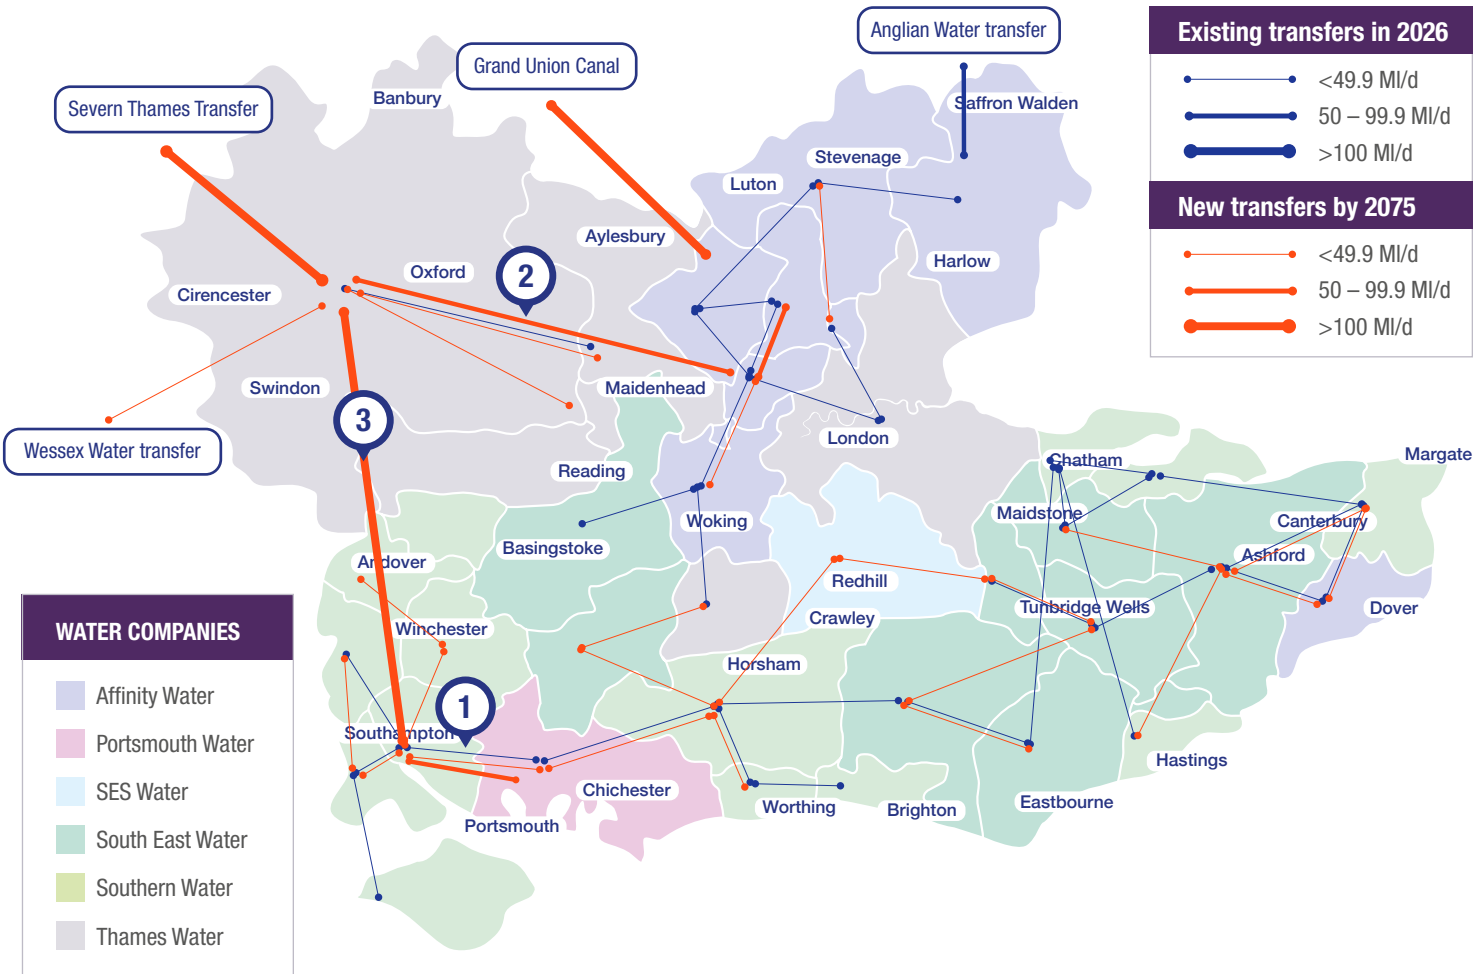 Anglian Water transfer
Grand Union Canal
Severn Thames Transfer
Wessex Water transfer
Existing transfers in 2026
<49.9 Ml/d
50 – 99.9 Ml/d
>100 Ml/d
New transfers by 2075
<49.9 Ml/d
50 – 99.9 Ml/d
>100 Ml/d
Banbury
Saffron Walden
Stevenage
Luton
Aylesbury
Harlow
Oxford
2
Cirencester
Swindon
Maidenhead
3
London
Reading
Chatham
Margate
Woking
Maidstone
Canterbury
Basingstoke
Ashford
Andover
Redhill
Tunbridge Wells
Dover
Crawley
Winchester
Horsham
1
Southampton
Hastings
Chichester
Worthing
Brighton
Eastbourne
Portsmouth
WATER COMPANIES
Affinity Water
Portsmouth Water
SES Water
South East Water
Southern Water
Thames Water